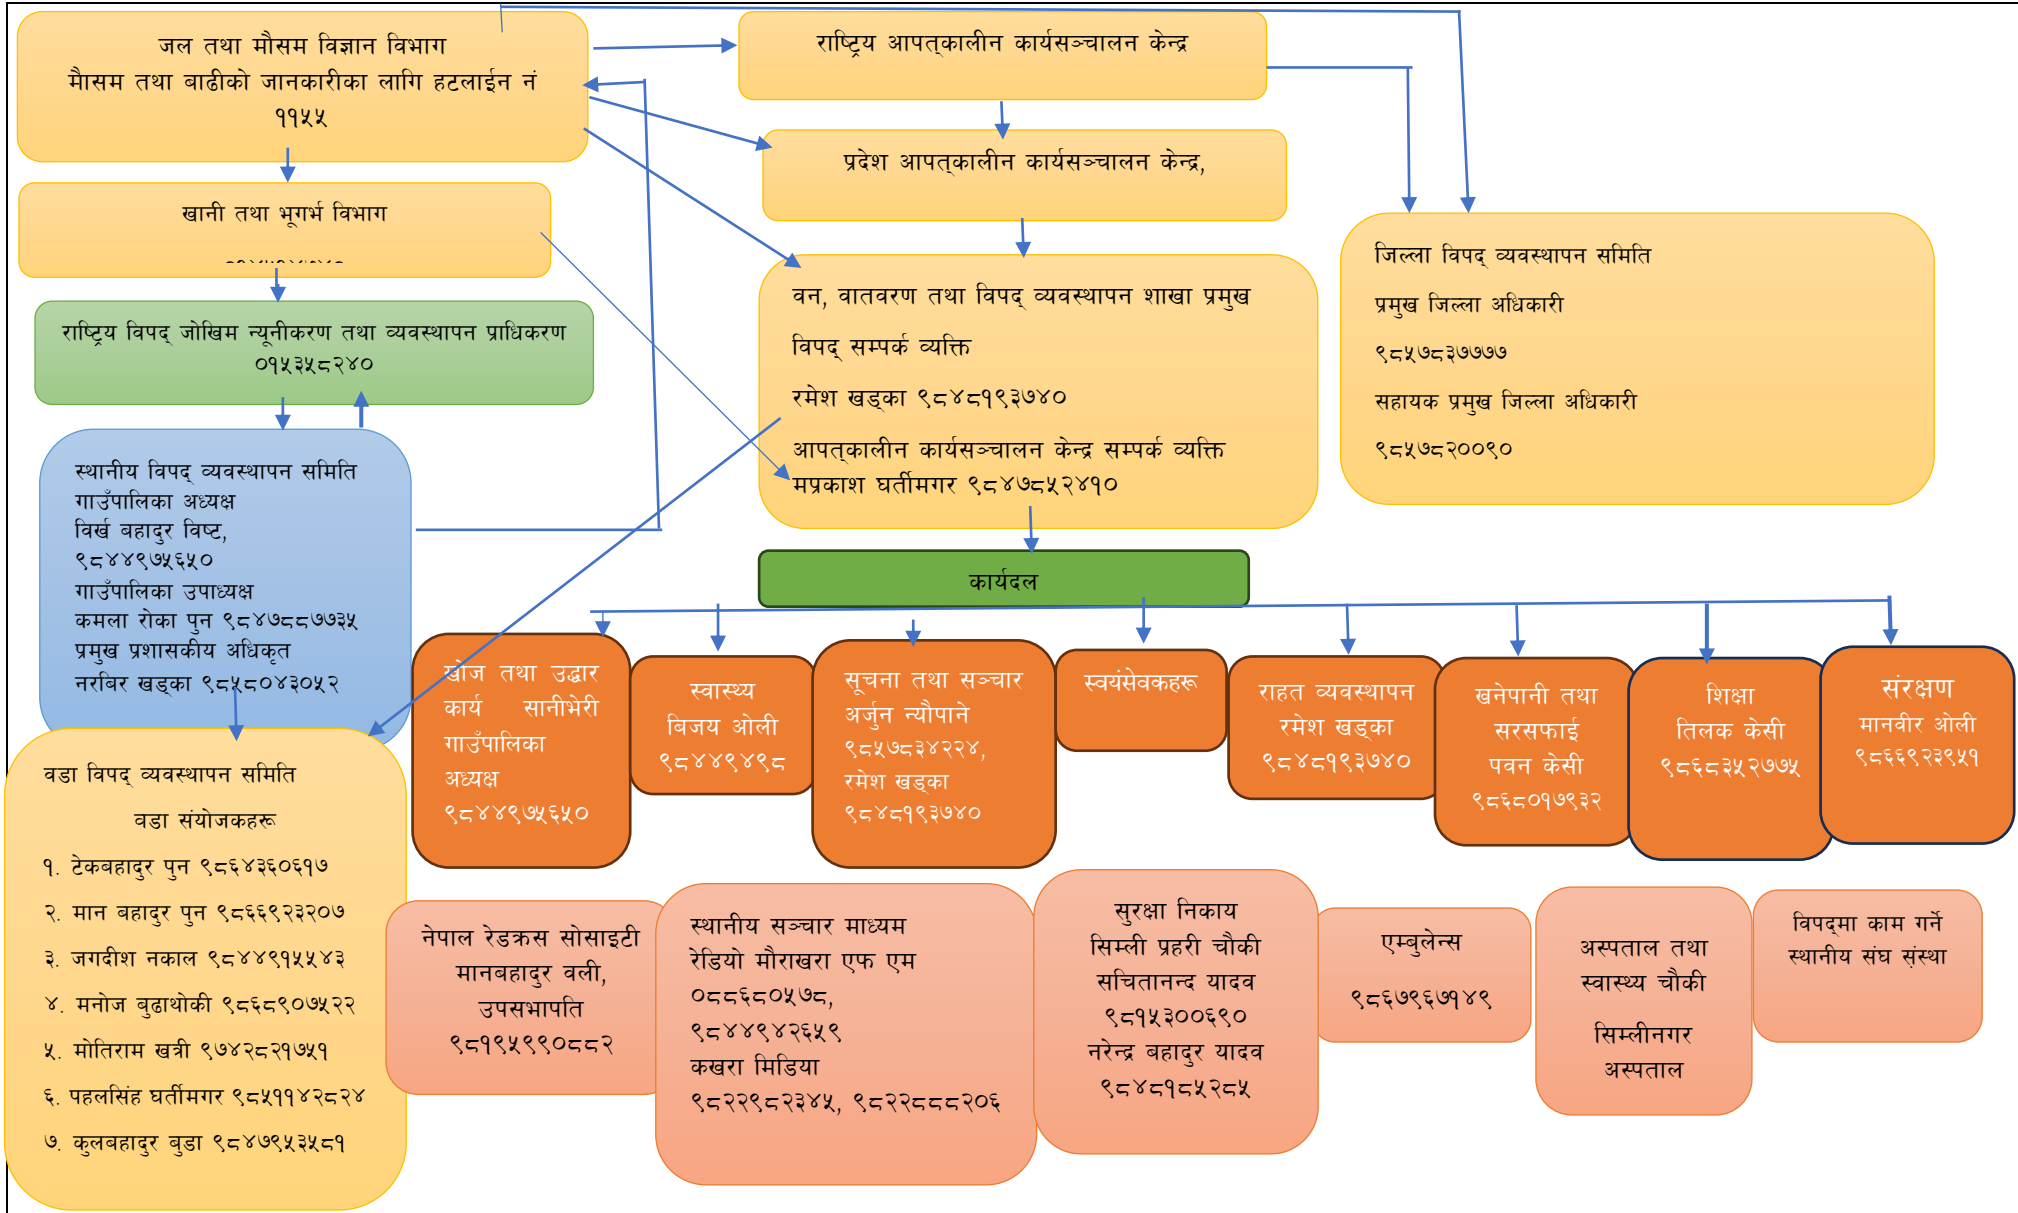 जल तथा मौसम विज्ञान विभाग
मौासम तथा बाढीको जानकारीका लागि हटलाईन नं
११५५
राष्ट्रिय आपत्कालीन कार्यसञ्चालन केन्द्र
प्रदेश आपत्कालीन कार्यसञ्चालन केन्द्र,
खानी तथा भूगर्भ विभाग
राष्ट्रिय विपद् जोखिम न्यूनीकरण तथा व्यवस्थापन प्राधिकरण
०१५३५८२४०
वन, वातवरण तथा विपद् व्यवस्थापन शाखा प्रमुख
विपद् सम्पर्क व्यक्ति
रमेश खड्का ९८४८१९३७४०
आपत्कालीन कार्यसञ्चालन केन्द्र सम्पर्क व्यक्ति
मप्रकाश घर्तीमगर ९८४७८५२४१०
जिल्ला विपद् व्यवस्थापन समिति
प्रमुख जिल्ला अधिकारी
९८५७८३७७७७
सहायक प्रमुख जिल्ला अधिकारी
९८५७८२००९०
स्थानीय विपद् व्यवस्थापन समिति
गाउँपालिका अध्यक्ष
विर्ख बहादुर विष्ट,
९८४४९७५६५०
गाउँपालिका उपाध्यक्ष
कमला रोका पुन ९८४७८८७७३५
प्रमुख प्रशासकीय अधिकृत
नरबिर खड्का ९८५८०४३०५२
कार्यदल
खोज तथा उद्धार
कार्य सानीभेरी
गाउँपालिका
अध्यक्ष
९८४४९७५६५०
स्वास्थ्य
बिजय ओली
९८४४९४९८
सूचना तथा सञ्चार
अर्जुन न्यौपाने
९८५७८३४२२४,
रमेश खड्का
९८४८१९३७४०
स्वयंसेवकहरू
राहत व्यवस्थापन
रमेश खड्का
९८४८१९३७४०
खनेपानी तथा
सरसफाई
पवन केसी
९८६८०१७९३२
शिक्षा
तिलक केसी
९८६८३५२७७५
संरक्षण
मानवीर ओली
९८६६९२३९५१
वडा विपद् व्यवस्थापन समिति
वडा संयोजकहरू
१. टेकबहादुर पुन ९८६४३६०६१७
२. मान बहादुर पुन ९८६६९२३२०७
३. जगदीश नकाल ९८४४९१५५४३
४. मनोज बुढाथोकी ९८६८९०७५२२
५. मोतिराम खत्री ९७४२८२१७५१
६. पहलसिंह घर्तीमगर ९८५११४२८२४
७. कुलबहादुर बुडा ९८४७९५३५८१
नेपाल रेडक्रस सोसाइटी
मानबहादुर वली,
उपसभापति
९८१९५९९०८८२
स्थानीय सञ्चार माध्यम
रेडियो मौराखरा एफ एम
०८८६८०५७८,
९८४४९४२६५९
कखरा मिडिया
९८२२९८२३४५, ९८२२८८८२०६
सुरक्षा निकाय
सिम्ली प्रहरी चौकी
सचितानन्द यादव
९८१५३००६९०
नरेन्द्र बहादुर यादव
९८४८१८५२८५
एम्बुलेन्स
९८६७९६७१४९
अस्पताल तथा
स्वास्थ्य चौकी
सिम्लीनगर
अस्पताल
विपद्मा काम गर्ने
स्थानीय संघ संस्था